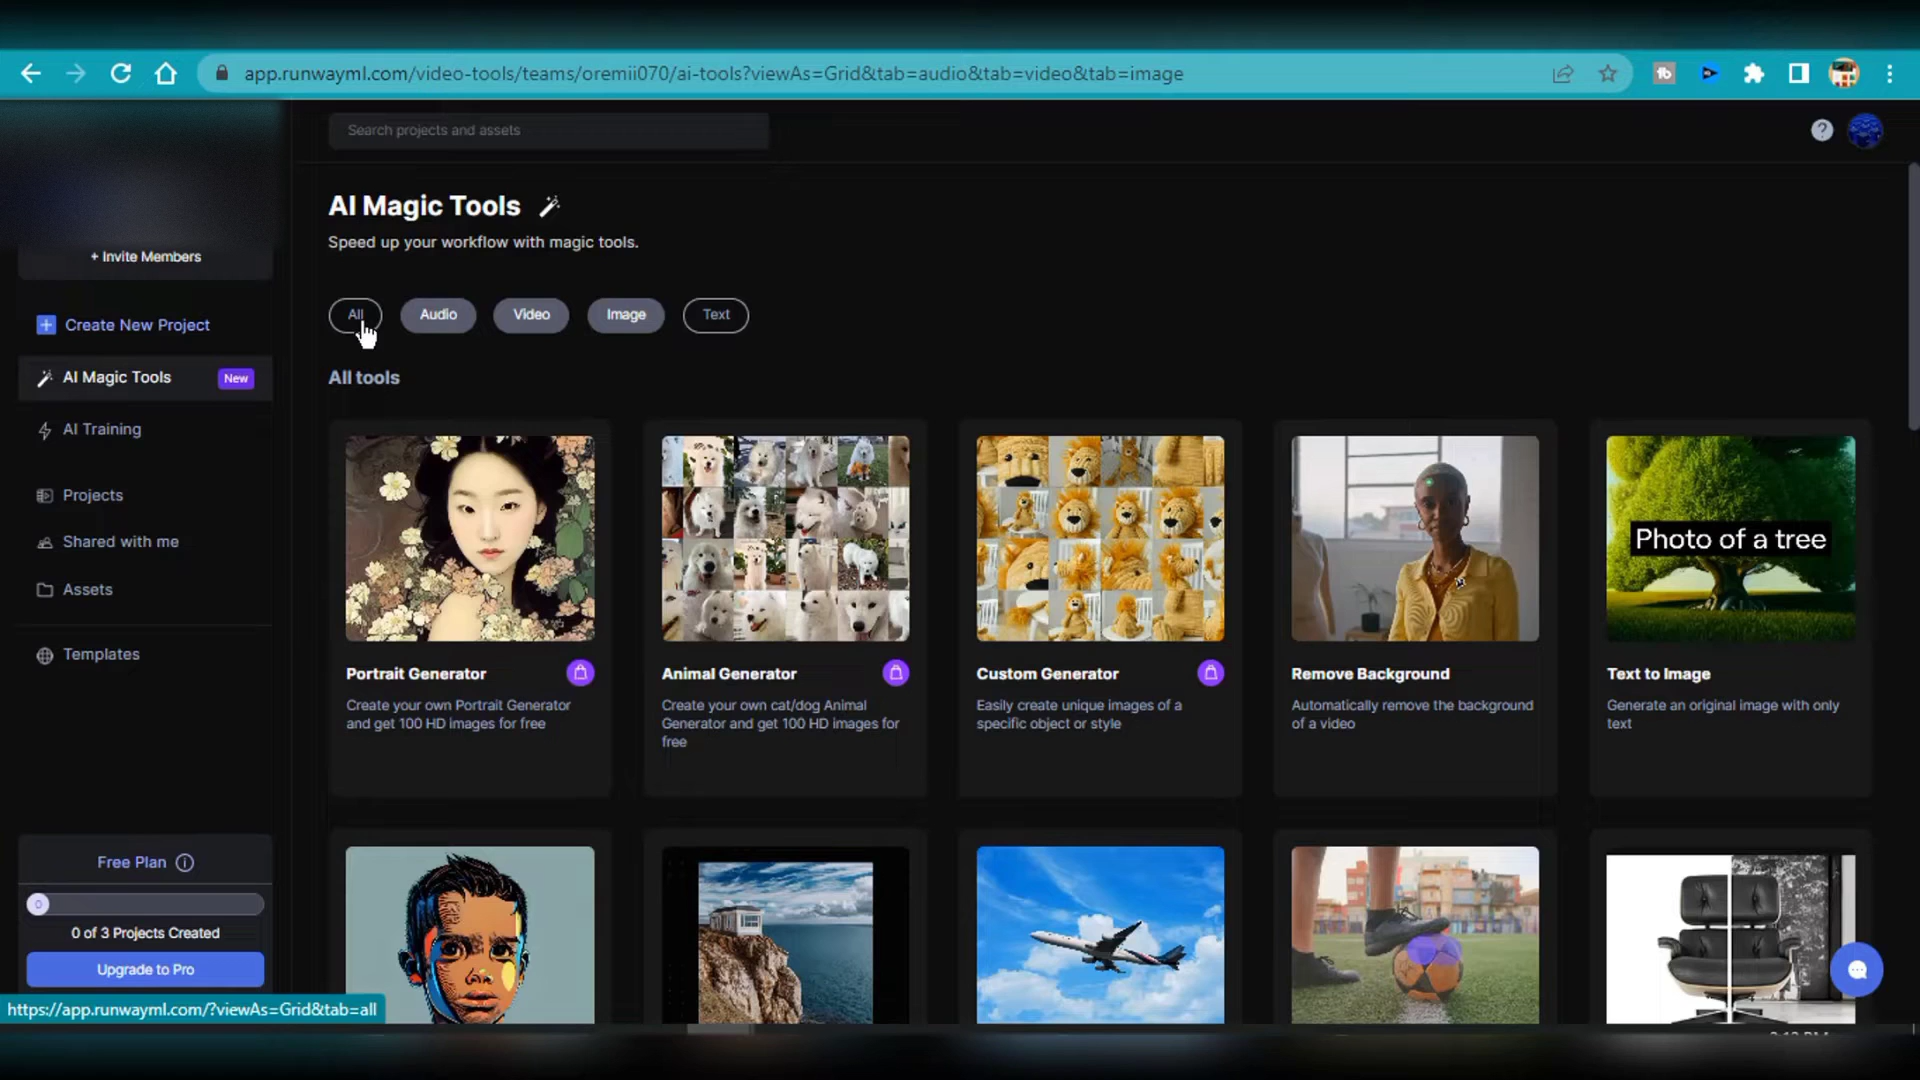 app.runwayml.com/video-tools/teams/oremii070/ai-tools?viewAs=Grid&tab=audio&tab=video&tab=image
Search projects and assets
?
+ Invite Members
Create New Project
AI Magic Tools
New
AI Training
Projects
Shared with me
Assets
Templates
Free Plan
0
0 of 3 Projects Created
Upgrade to Pro
https://app.runwayml.com/?viewAs=Grid&tab=all
AI Magic Tools
Speed up your workflow with magic tools.
All
Audio
Video
Image
Text
All tools
Portrait Generator
Create your own Portrait Generator
and get 100 HD images for free
Animal Generator
Create your own cat/dog Animal
Generator and get 100 HD images for
free
Custom Generator
Easily create unique images of a
specific object or style
Remove Background
Automatically remove the background
of a video
Photo of a tree
Text to Image
Generate an original image with only
text